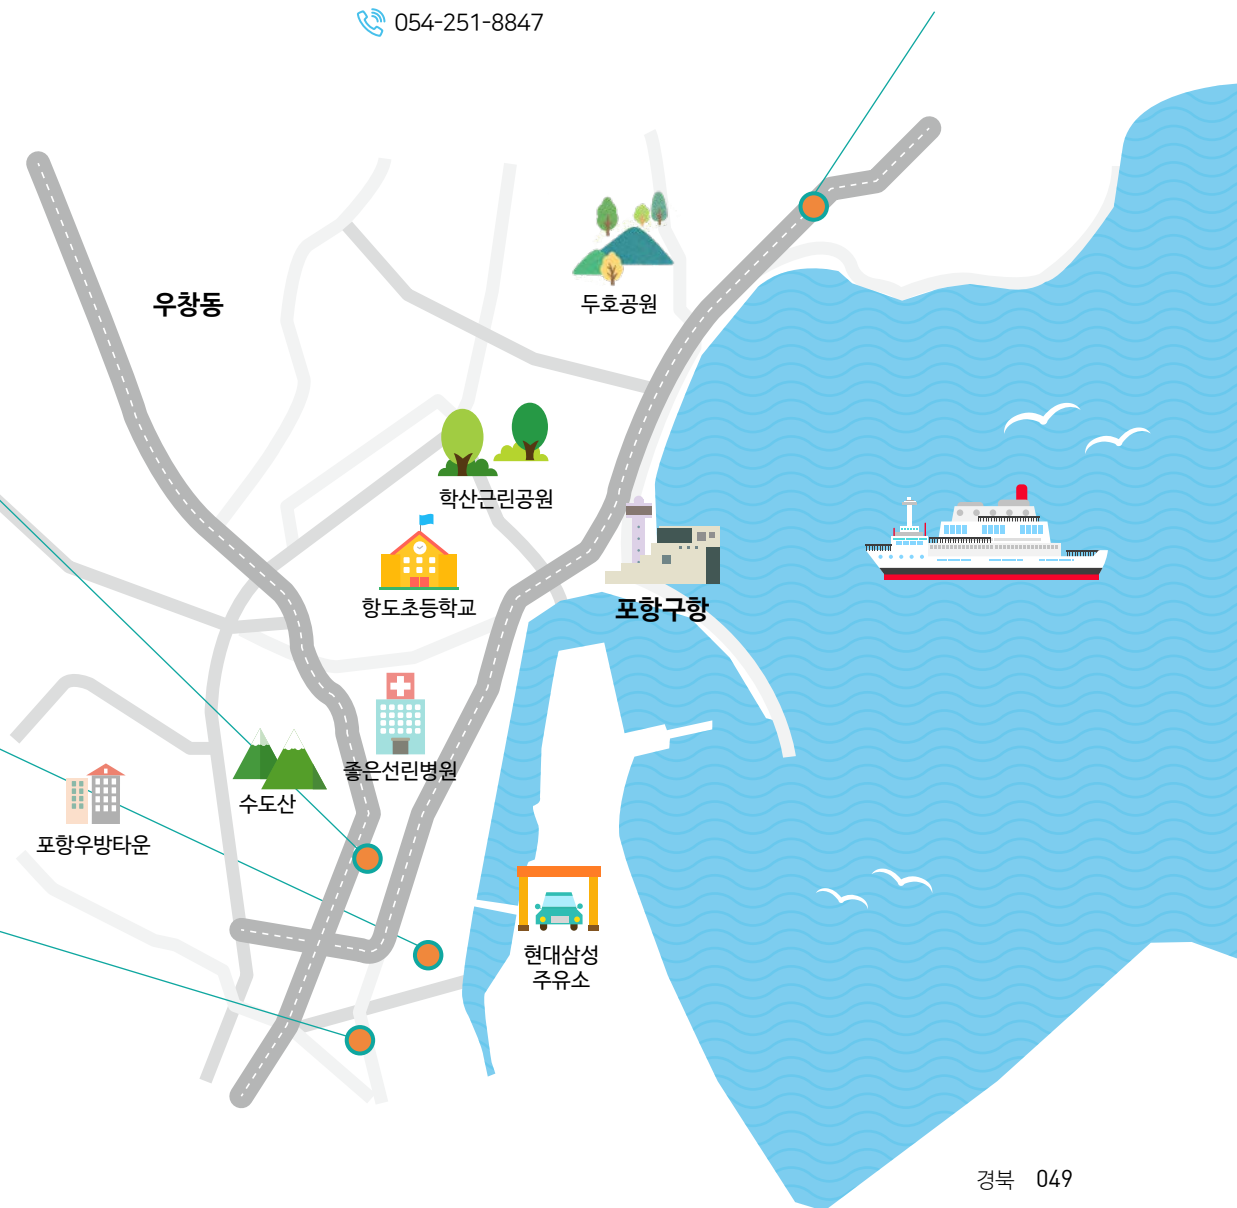 054-251-8847
우창동
두호공원
학산근린공원
항도초등학교
포항구항
좋은선린병원
수도산
포항우방타운
현대삼성
주유소
경북 049